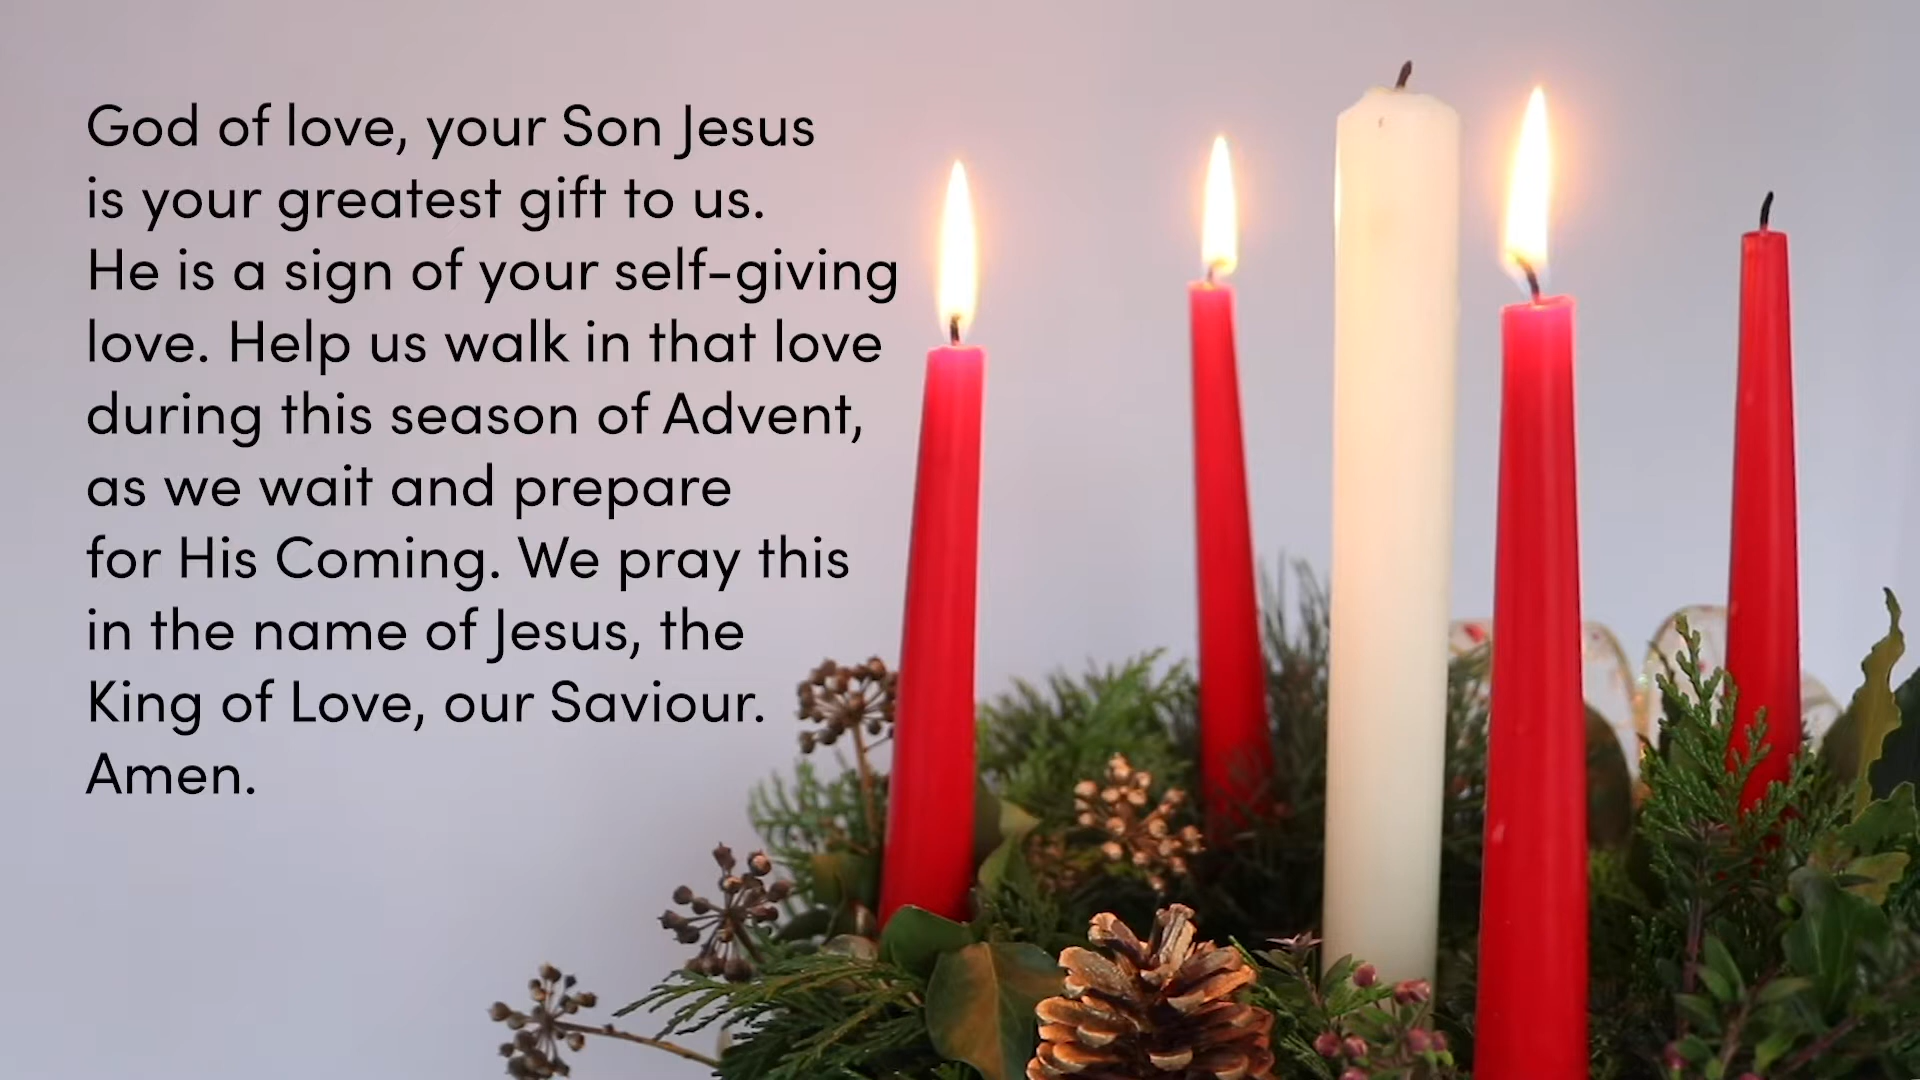 God of love, your Son Jesus
is your greatest gift to us.
He is a sign of your self-giving
love. Help us walk in that love
during this season of Advent,
as we wait and prepare
for His Coming. We pray this
in the name of Jesus, the
King of Love, our Saviour.
Amen.